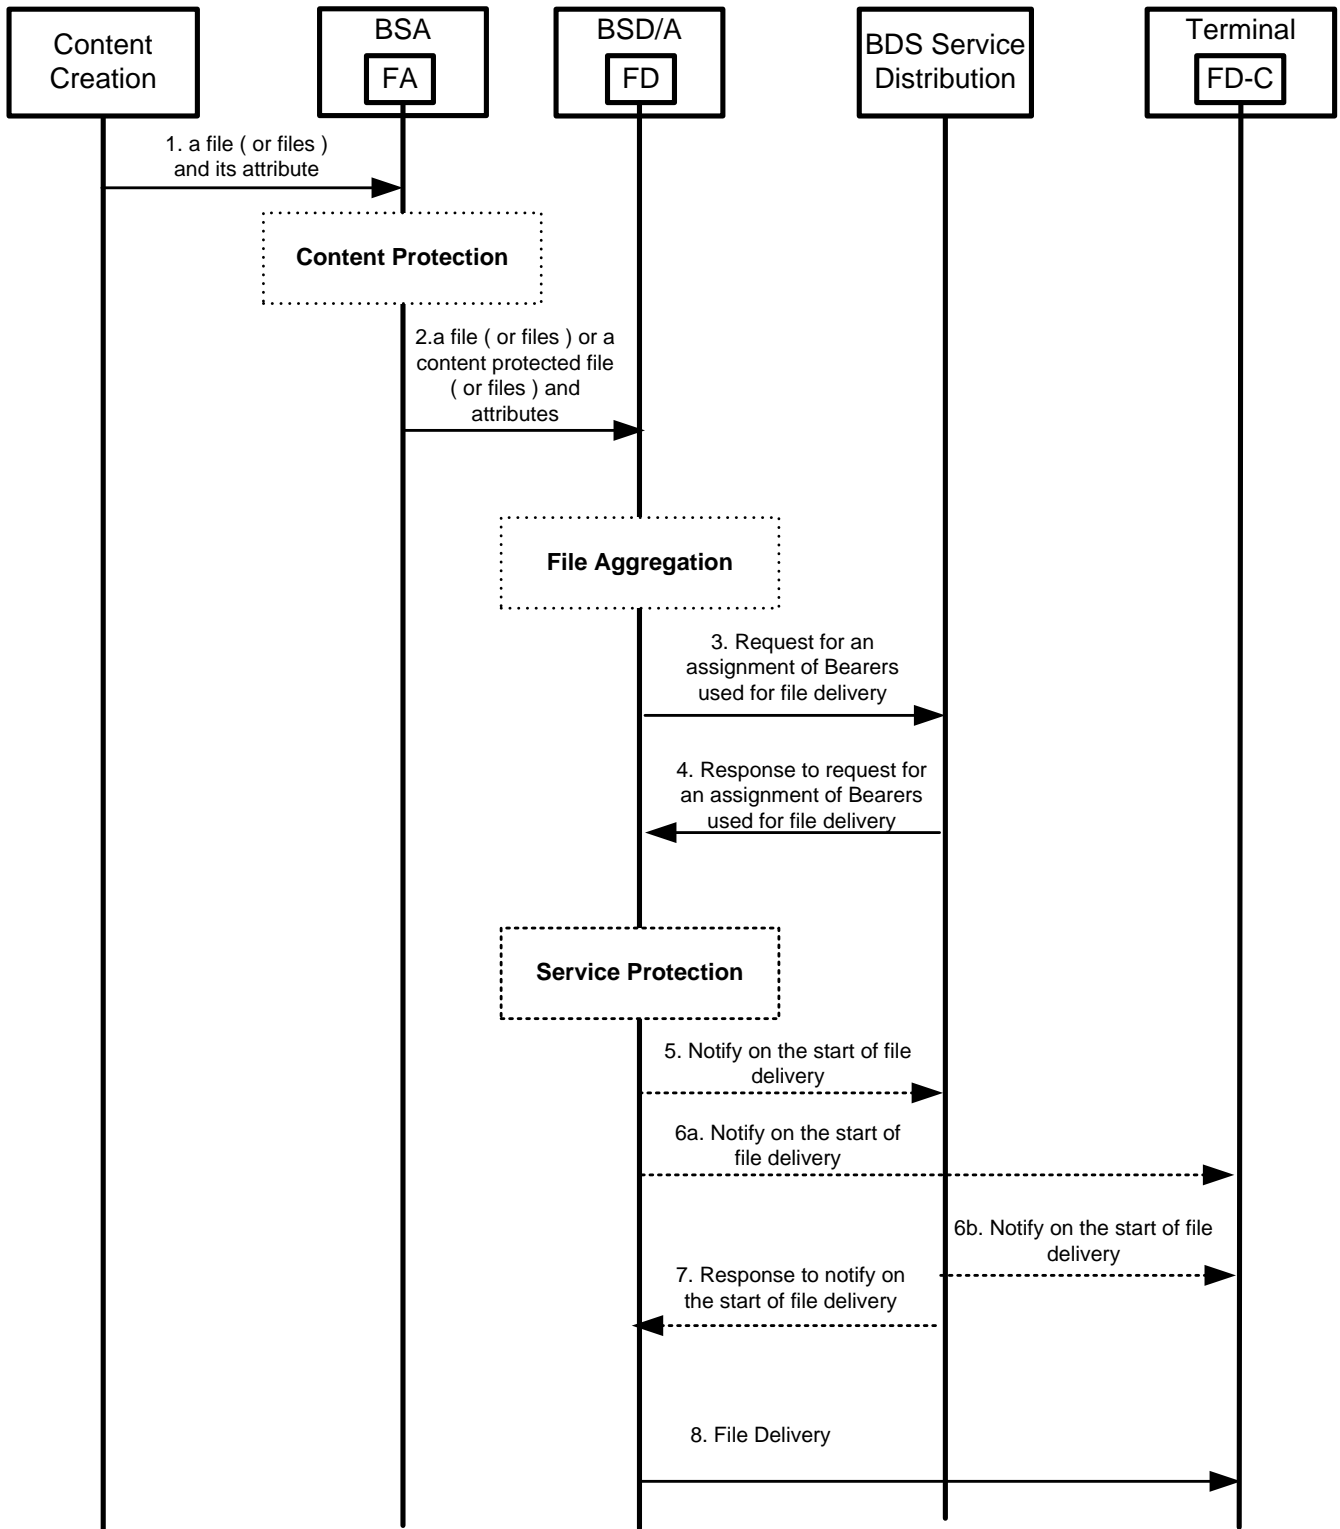 Content
Creation
BSA
FA
BSD/A
FD
BDS Service
Distribution
Terminal
FD-C
1. a file ( or files )
and its attribute
Content Protection
2.a file ( or files ) or a
content protected file
( or files ) and
attributes
File Aggregation
3. Request for an
assignment of Bearers
used for file delivery
4. Response to request for
an assignment of Bearers
used for file delivery
Service Protection
5. Notify on the start of file
delivery
6a. Notify on the start of
file delivery
6b. Notify on the start of file
delivery
7. Response to notify on
the start of file delivery
8. File Delivery